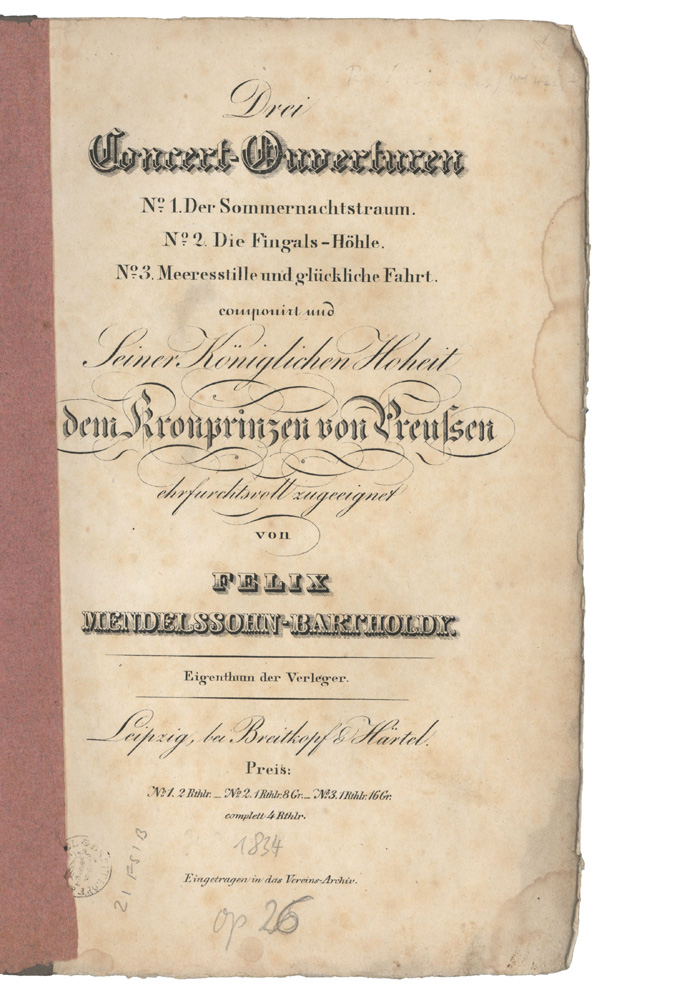 Drei
Concert-Ouverturen
No. 1. Der Sommernachtstraum.
No. 2. Die Fingals-Höhle.
No. 3. Meeresstille und glückliche Fahrt.
componirt und
Seiner Königlichen Hoheit
dem Kronprinzen von Preuſsen
ehrfurchtsvoll zugeeignet
von
FELIX
MENDELSSOHN-BARTHOLDY.
Eigenthum der Verleger.
Leipzig, bei Breitkopf & Härtel.
Preis:
No. 1. 2 Rthlr. _ No. 2. 1 Rthlr. 8 Gr. _ No. 3. 1 Rthlr. 16 Gr.
complett 4 Rthlr.
1834
Eingetragen in das Vereins-Archiv.
op 26